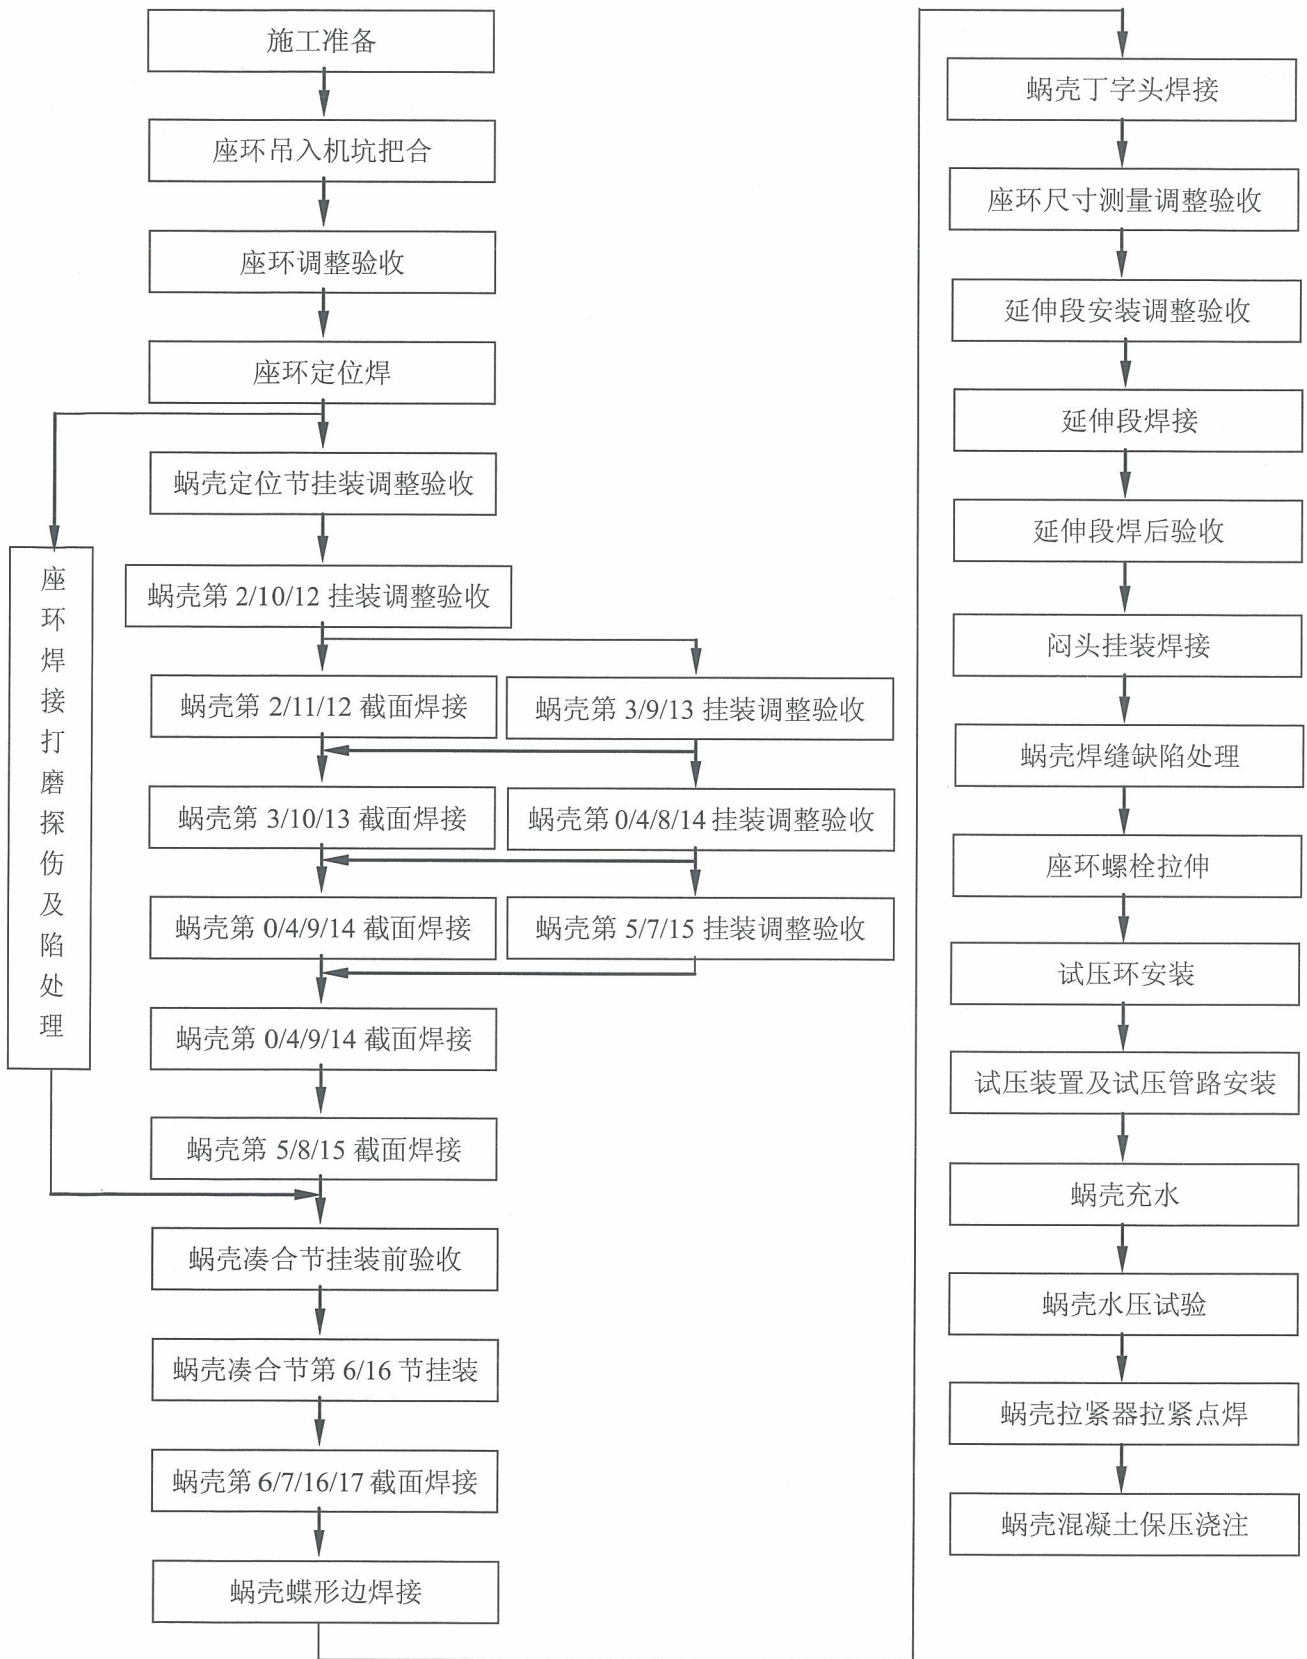 施工准备
座环吊入机坑把合
座环调整验收
座环定位焊
蜗壳定位节挂装调整验收
座环焊接打磨探伤及陷处理
蜗壳第 2/10/12 挂装调整验收
蜗壳第 2/11/12 截面焊接
蜗壳第 3/9/13 挂装调整验收
蜗壳第 3/10/13 截面焊接
蜗壳第 0/4/8/14 挂装调整验收
蜗壳第 0/4/9/14 截面焊接
蜗壳第 5/7/15 挂装调整验收
蜗壳第 0/4/9/14 截面焊接
蜗壳第 5/8/15 截面焊接
蜗壳凑合节挂装前验收
蜗壳凑合节第 6/16 节挂装
蜗壳第 6/7/16/17 截面焊接
蜗壳蝶形边焊接
蜗壳丁字头焊接
座环尺寸测量调整验收
延伸段安装调整验收
延伸段焊接
延伸段焊后验收
闷头挂装焊接
蜗壳焊缝缺陷处理
座环螺栓拉伸
试压环安装
试压装置及试压管路安装
蜗壳充水
蜗壳水压试验
蜗壳拉紧器拉紧点焊
蜗壳混凝土保压浇注